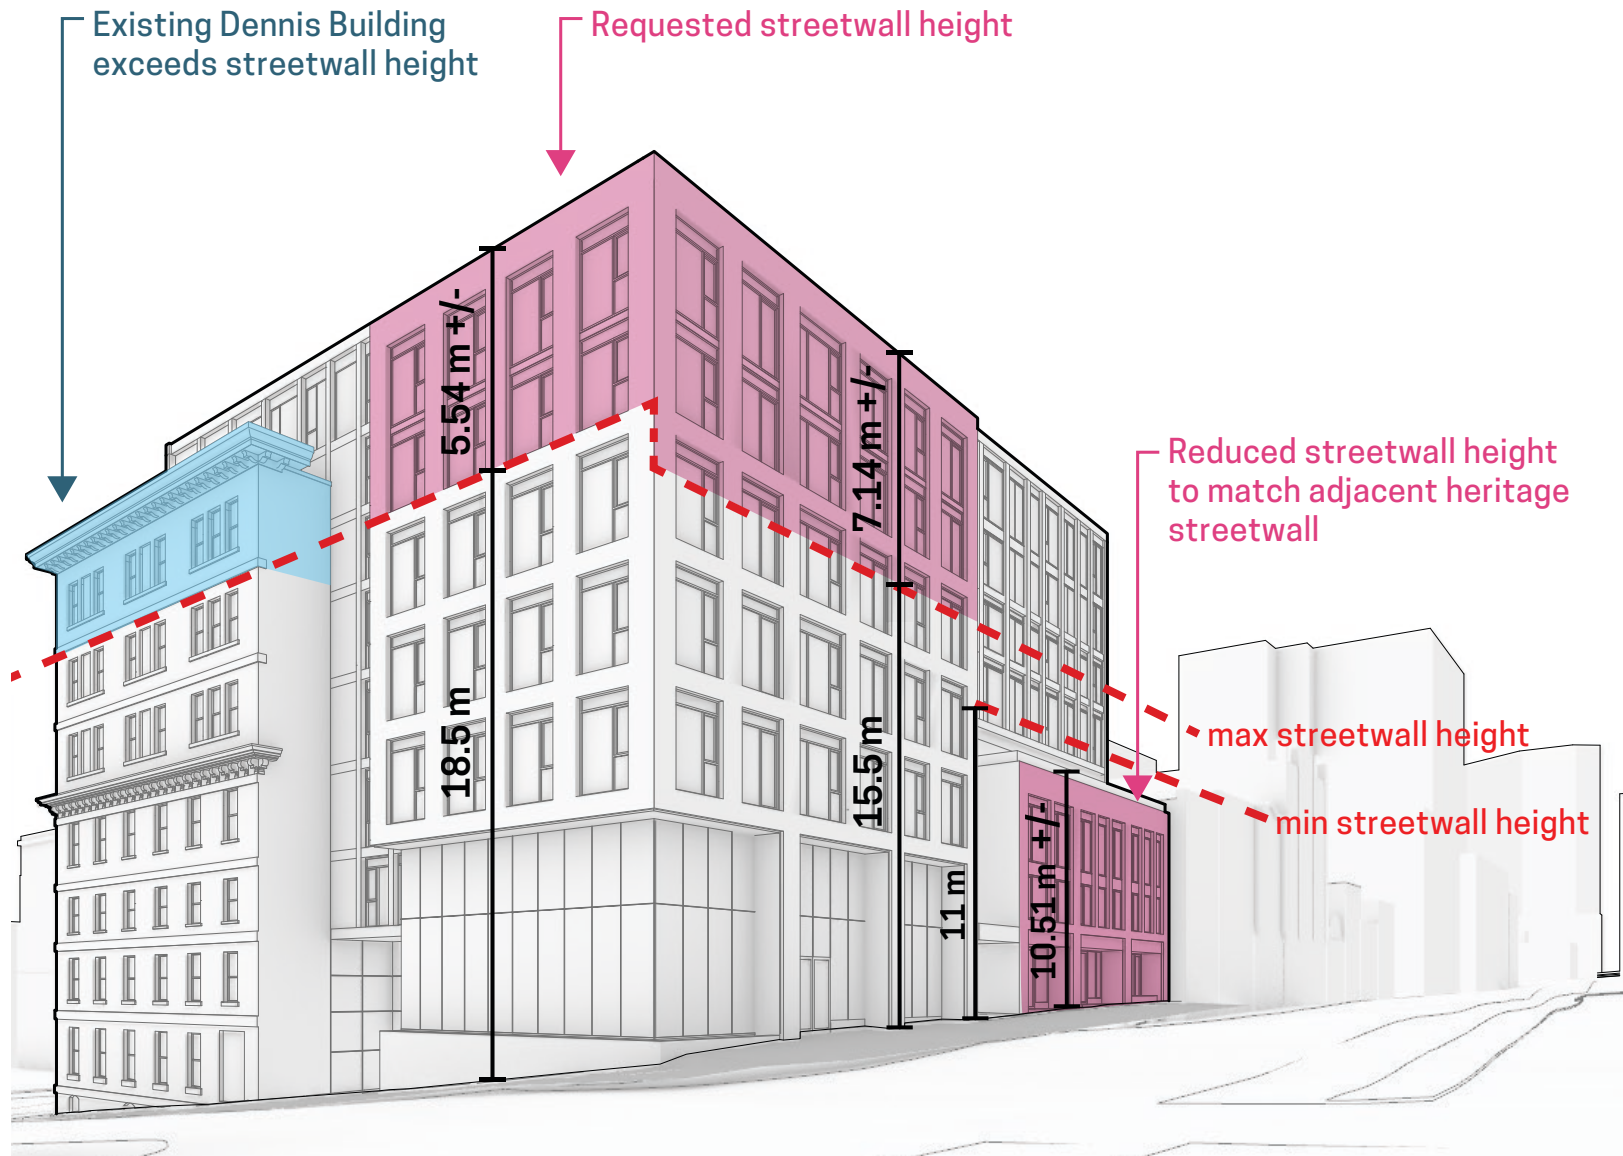 Existing Dennis Building
exceeds streetwall height
Requested streetwall height
5.54 m +/-
7.14 m +/-
Reduced streetwall height
to match adjacent heritage
streetwall
18.5 m
15.5 m
max streetwall height
min streetwall height
11 m
10.51 m +/-